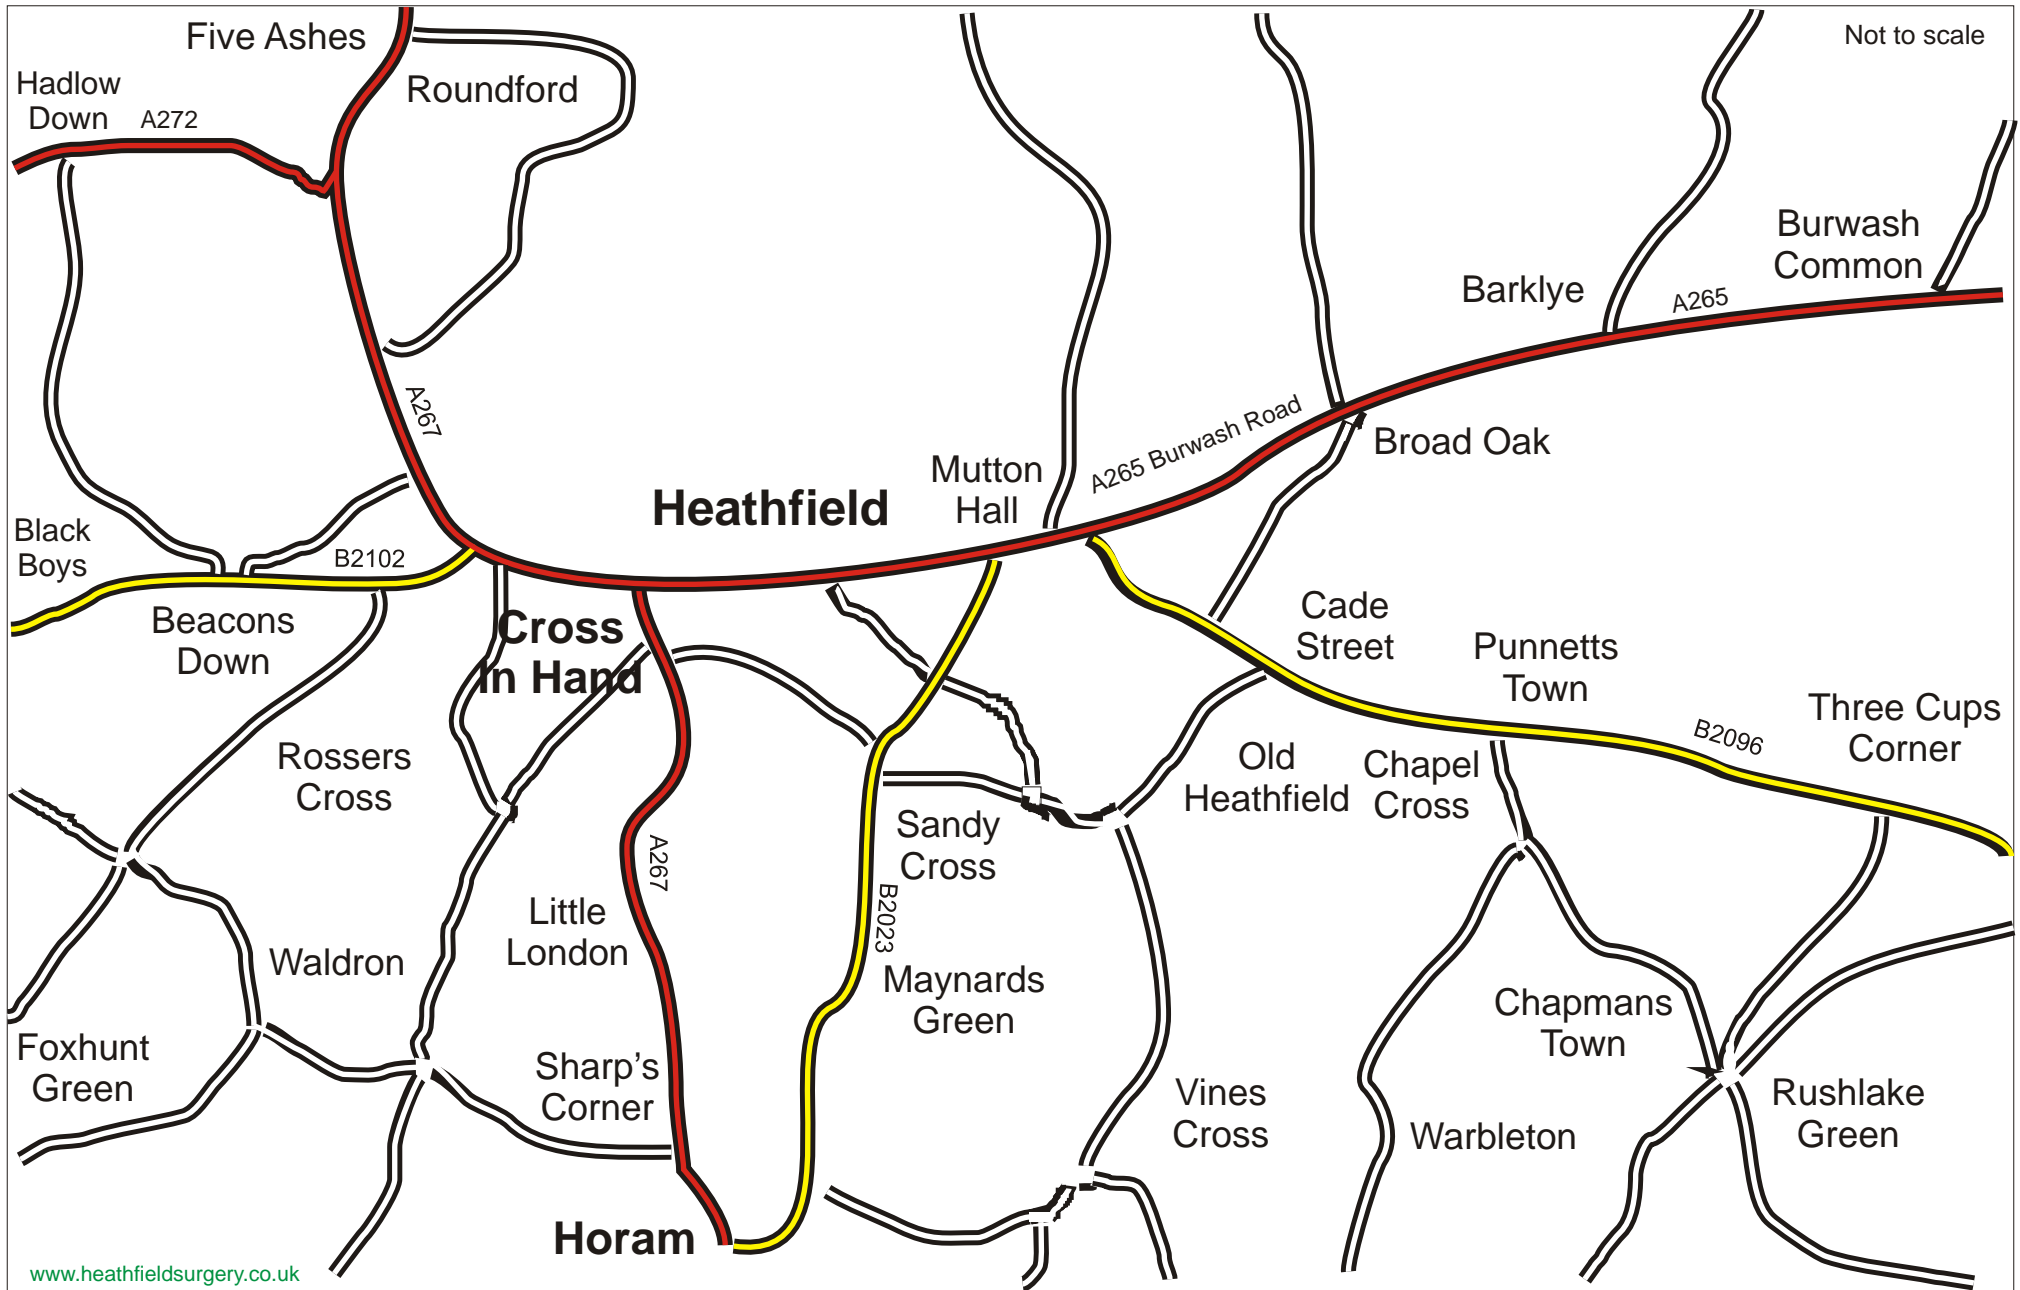 Five Ashes
Not to scale
Hadlow
Down
A272
Roundford
Burwash
Common
Barklye
A265
A267
A265 Burwash Road
Broad Oak
Mutton
Hall
Heathfield
Black
Boys
B2102
Beacons
Down
Cross
In Hand
Cade
Street
Punnetts
Town
Three Cups
Corner
B2096
Rossers
Cross
Old
Heathfield
Chapel
Cross
Sandy
Cross
A267
B2023
Little
London
Waldron
Maynards
Green
Chapmans
Town
Foxhunt
Green
Sharp's
Corner
Vines
Cross
Warbleton
Rushlake
Green
Horam
www.heathfieldsurgery.co.uk